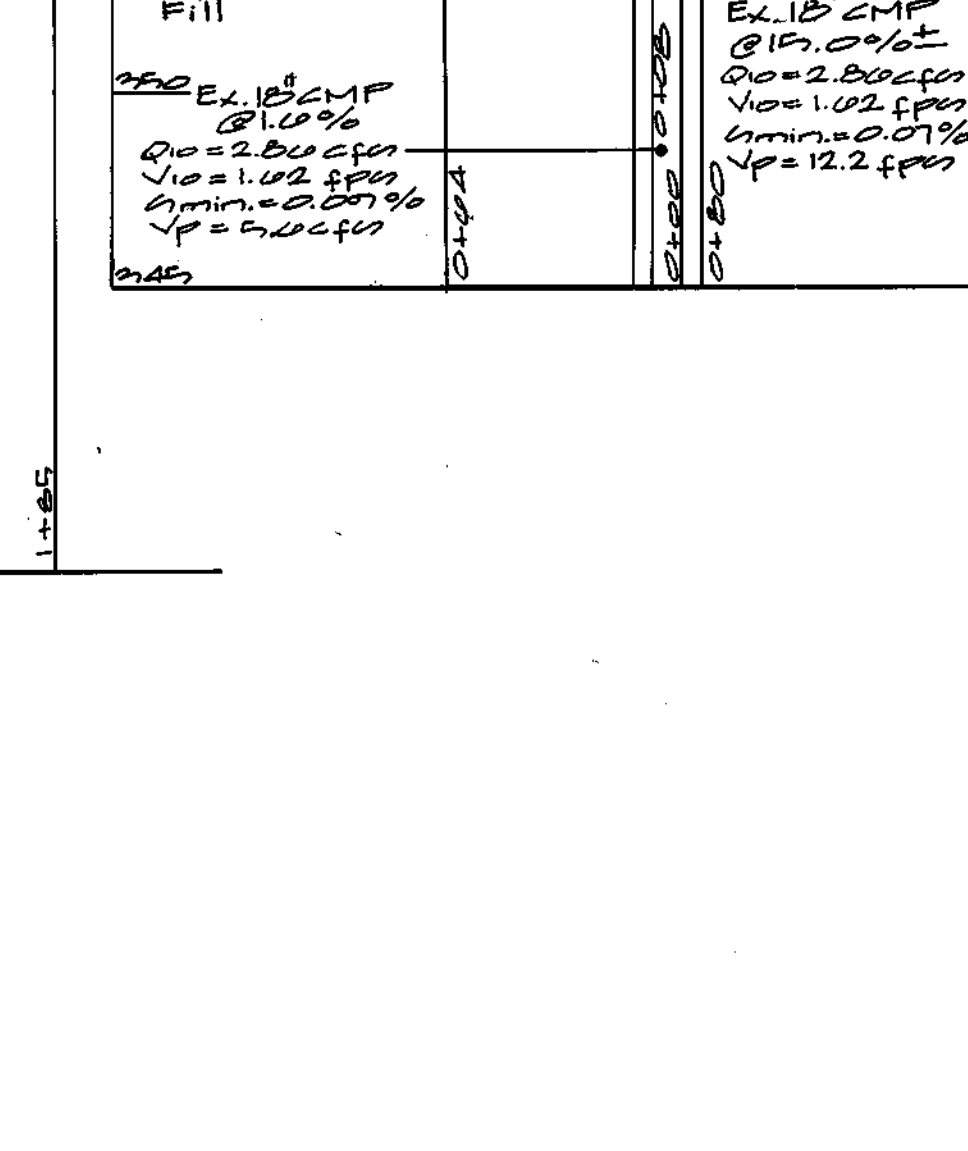 Fill
350
Ex. 18" CMP
@ 1.6%
Q10 = 2.86 cfs
V10 = 1.62 fps
Smin. = 0.07%
Vp = 5.6 cfs
345
0+64
0+08
0+00
0+80
Ex. 18" CMP
@ 15.0% ±
Q10 = 2.86 cfs
V10 = 1.62 fps
Smin. = 0.07%
Vp = 12.2 fps
1+85